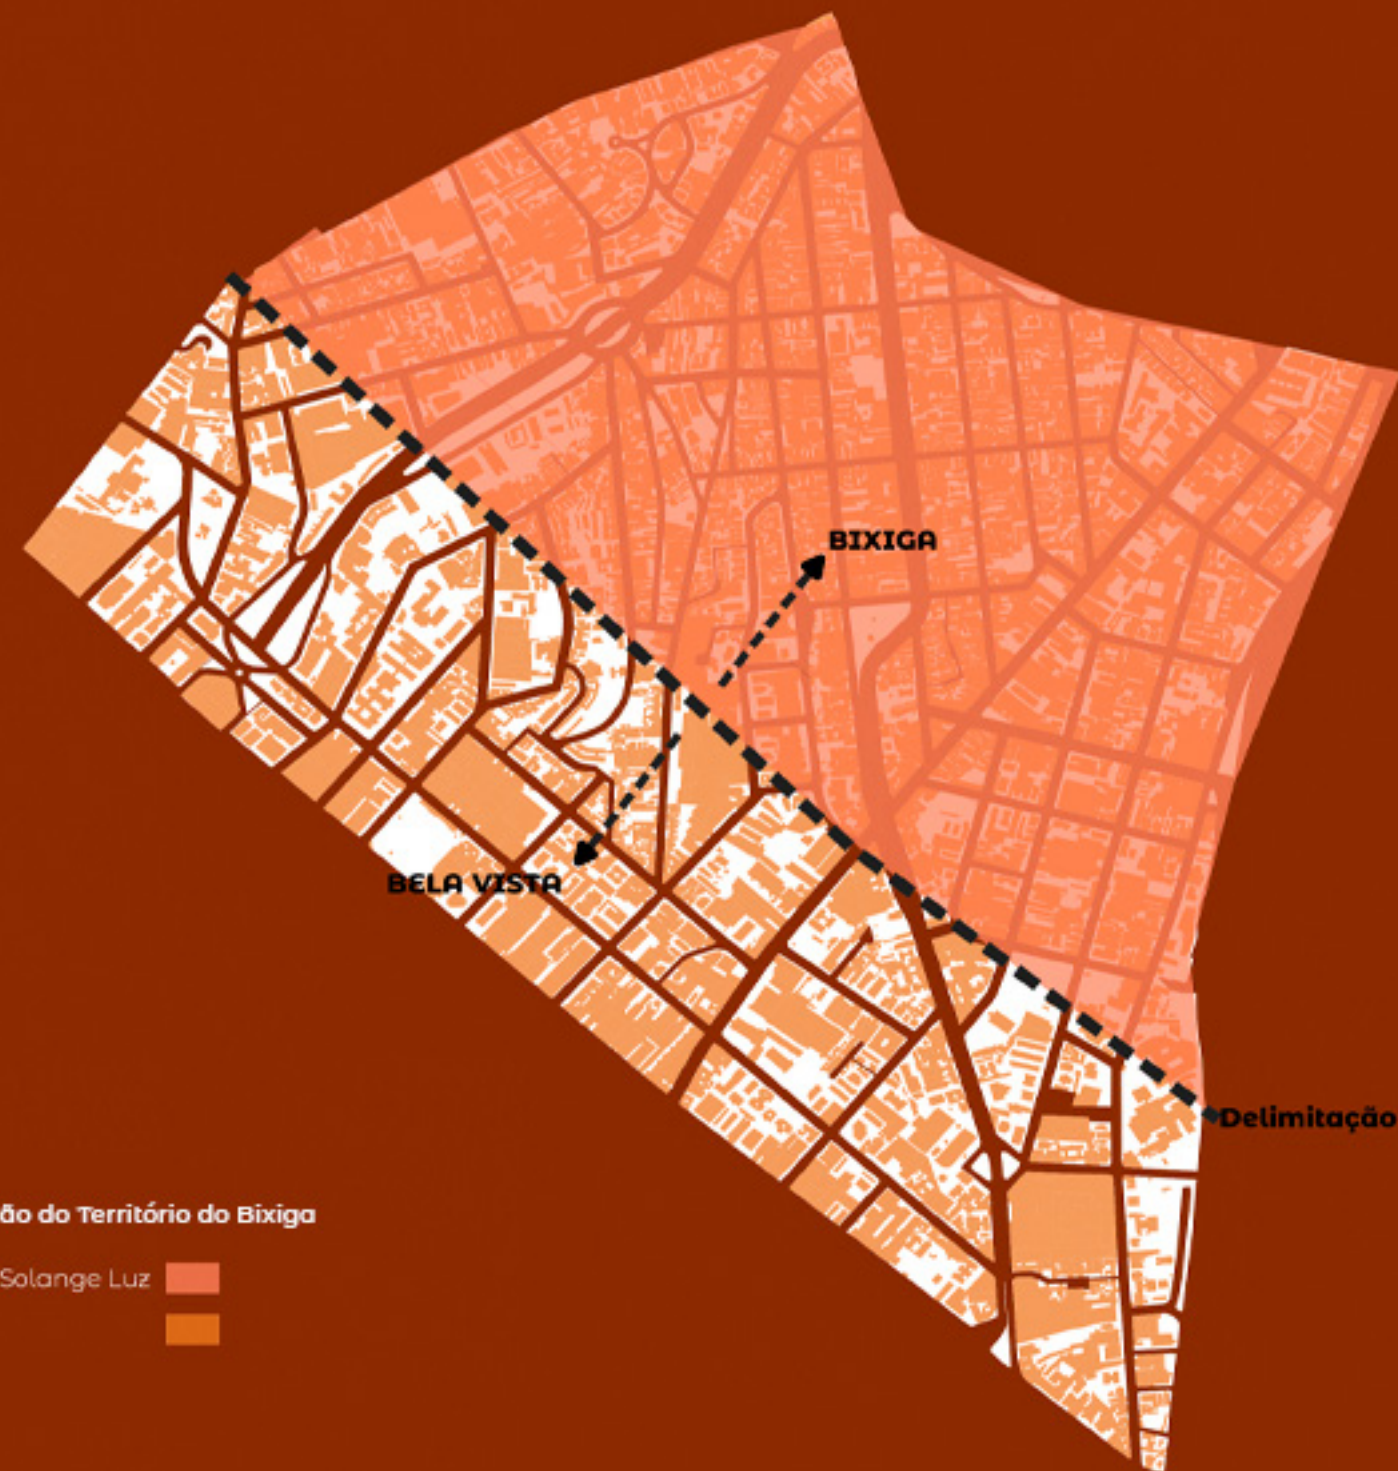 BIXIGA
BELA VISTA
Delimitação
ão do Território do Bixiga
Solange Luz